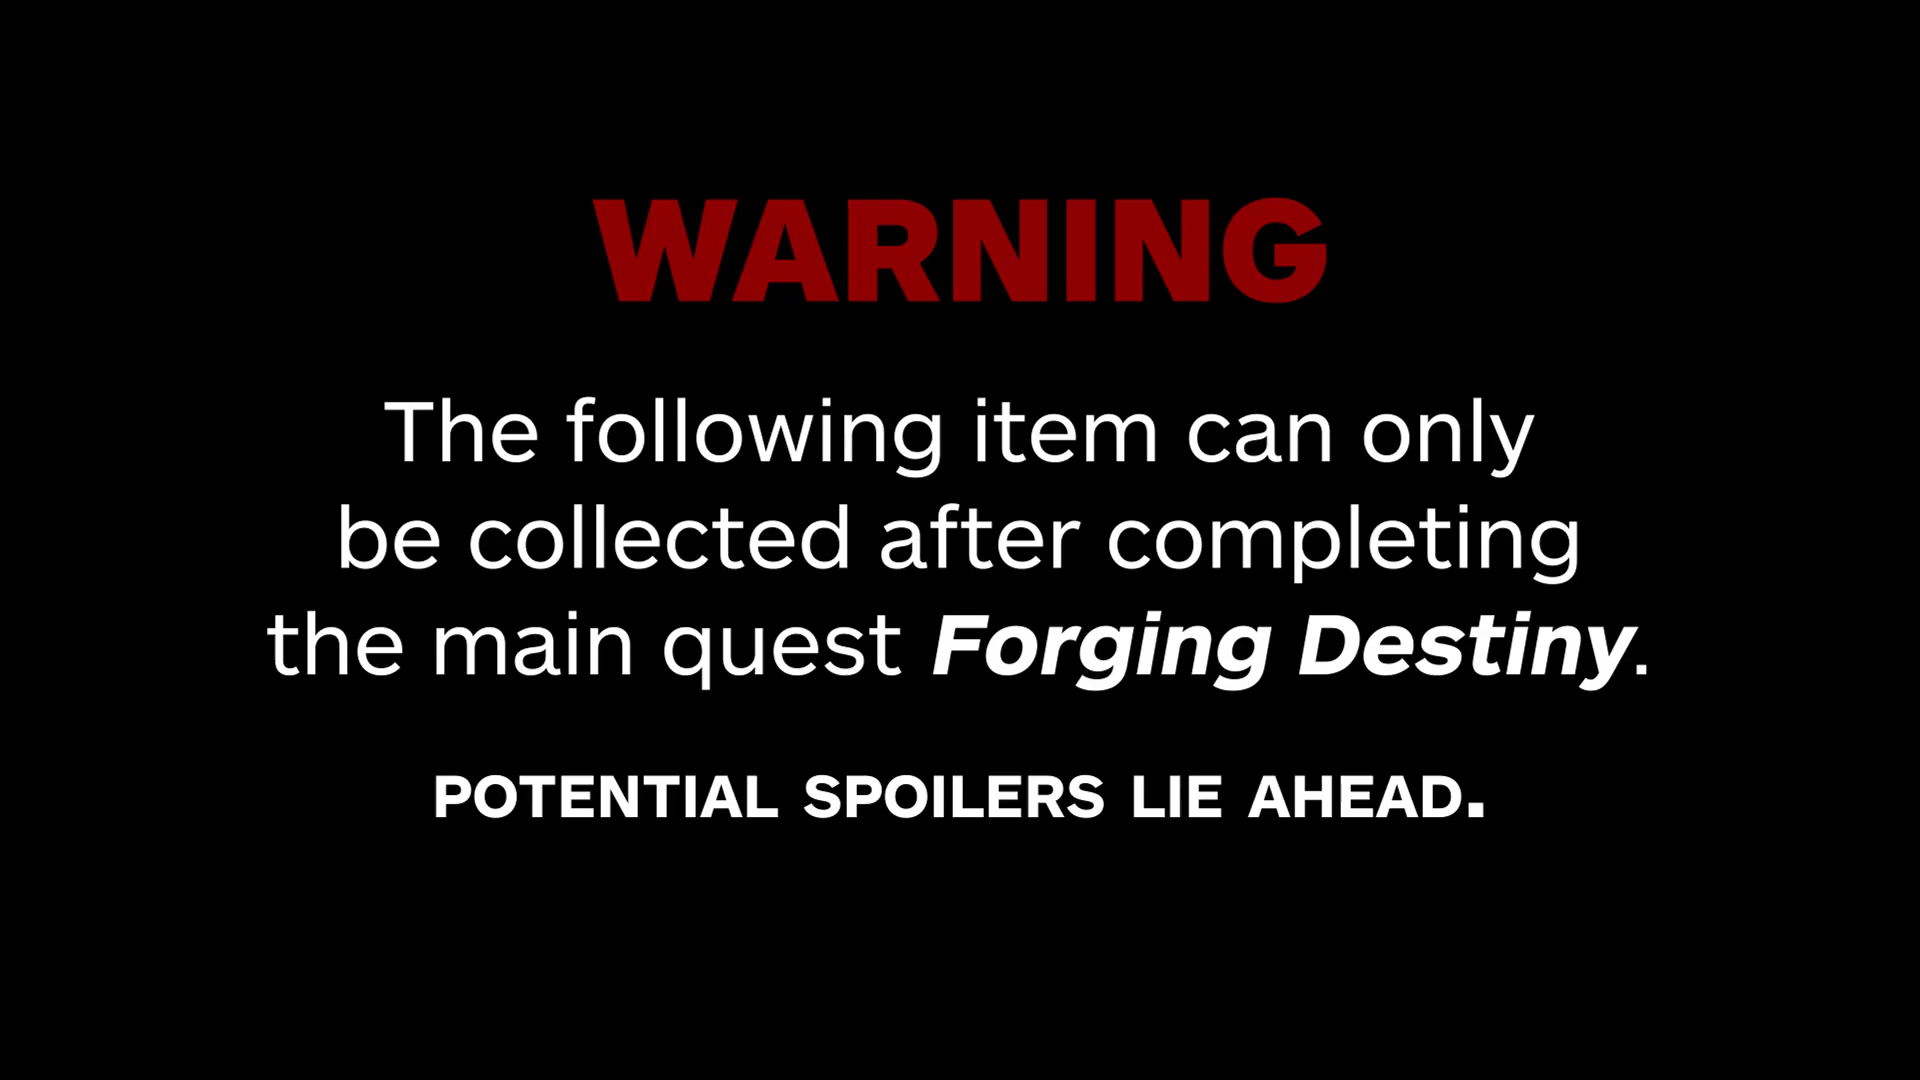 WARNING
The following item can only
be collected after completing
the main quest Forging Destiny.
POTENTIAL SPOILERS LIE AHEAD.